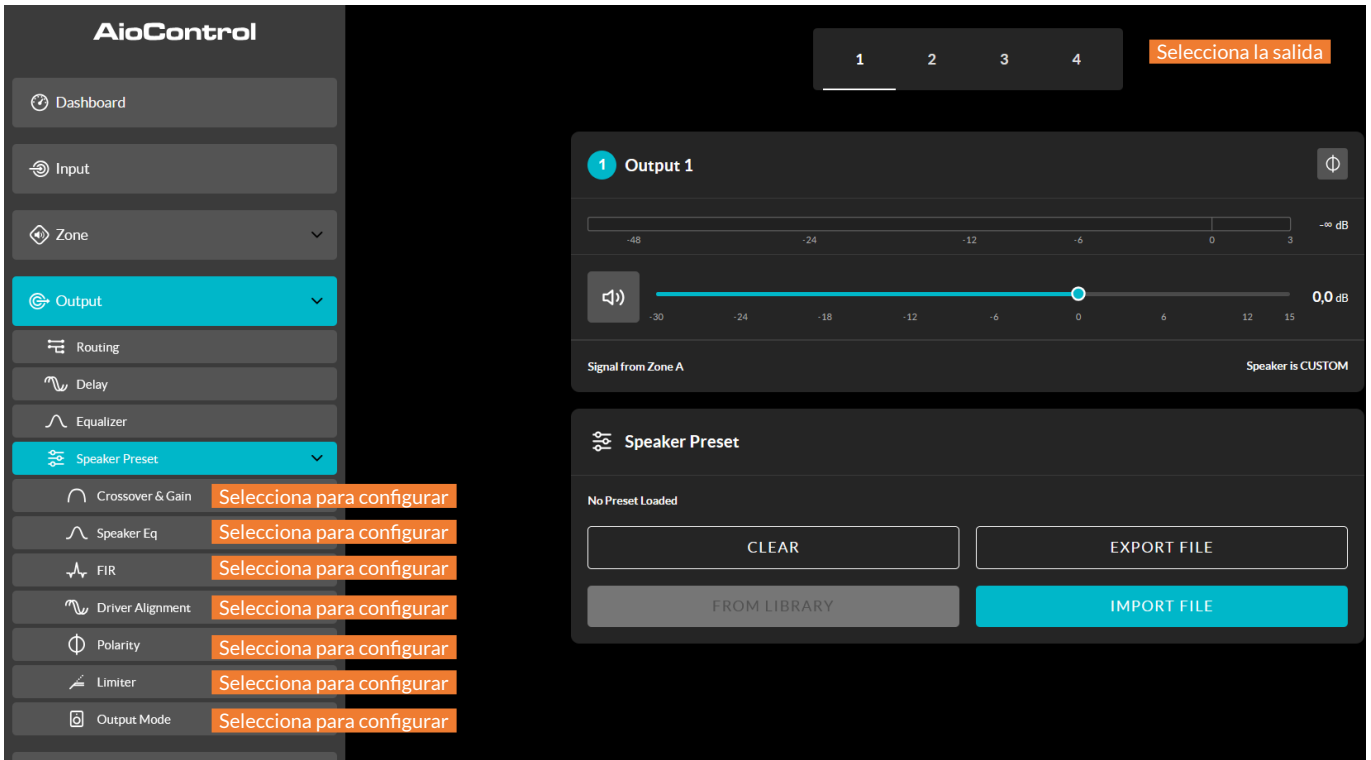 AioControl
Dashboard
Input
Zone
Output
Routing
Delay
Equalizer
Speaker Preset
Crossover & Gain Selecciona para configurar
Speaker Eq Selecciona para configurar
FIR Selecciona para configurar
Driver Alignment Selecciona para configurar
Polarity Selecciona para configurar
Limiter Selecciona para configurar
Output Mode Selecciona para configurar
1 2 3 4 Selecciona la salida
1 Output 1
-∞ dB
-48 -24 -12 -6 0 3
0,0 dB
-30 -24 -18 -12 -6 0 6 12 15
Signal from Zone A Speaker is CUSTOM
Speaker Preset
No Preset Loaded
CLEAR EXPORT FILE
FROM LIBRARY IMPORT FILE